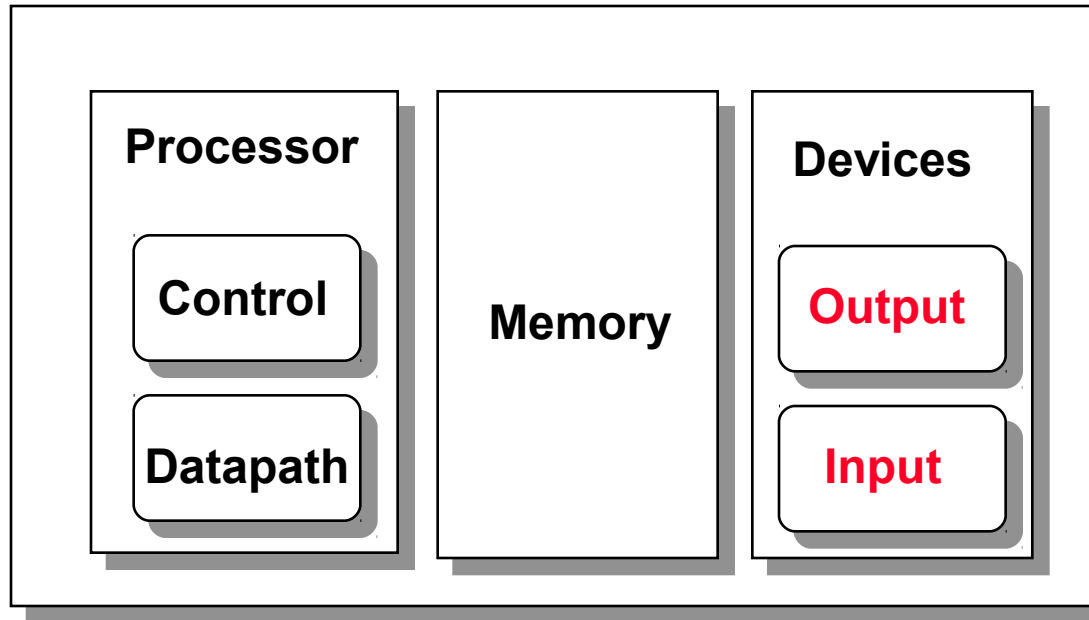 Processor
Control
Datapath
Memory
Devices
Output
Input